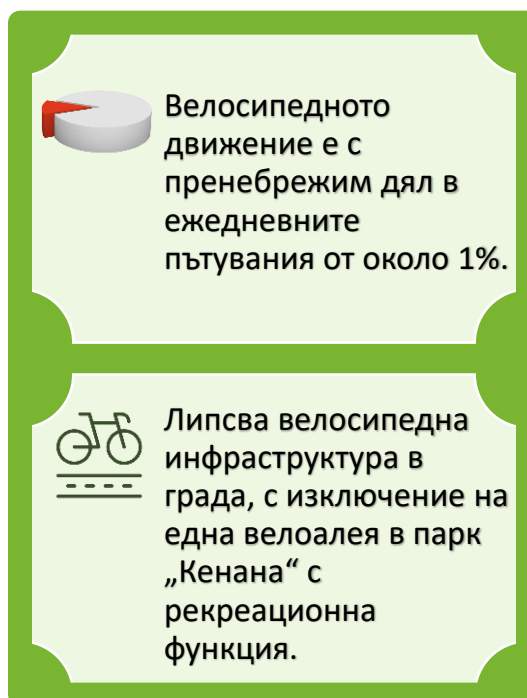 Велосипедното
движение е с
пренебрежим дял в
ежедневните
пътувания от около 1%.
Липсва велосипедна
инфраструктура в
града, с изключение на
една велоалея в парк
„Кенана“ с
рекреационна
функция.